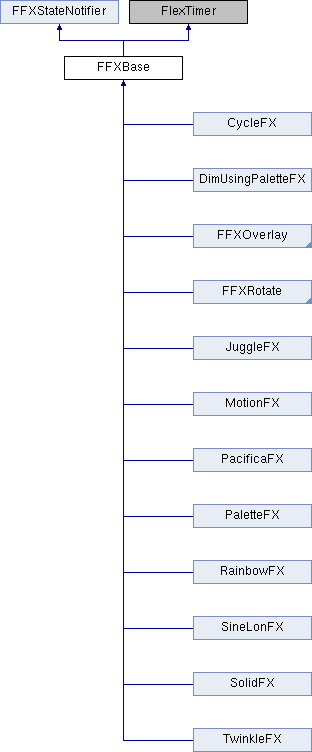 FFXStateNotifier
FlexTimer
FFXBase
CycleFX
DimUsingPaletteFX
FFXOverlay
FFXRotate
JuggleFX
MotionFX
PacificaFX
PaletteFX
RainbowFX
SineLonFX
SolidFX
TwinkleFX